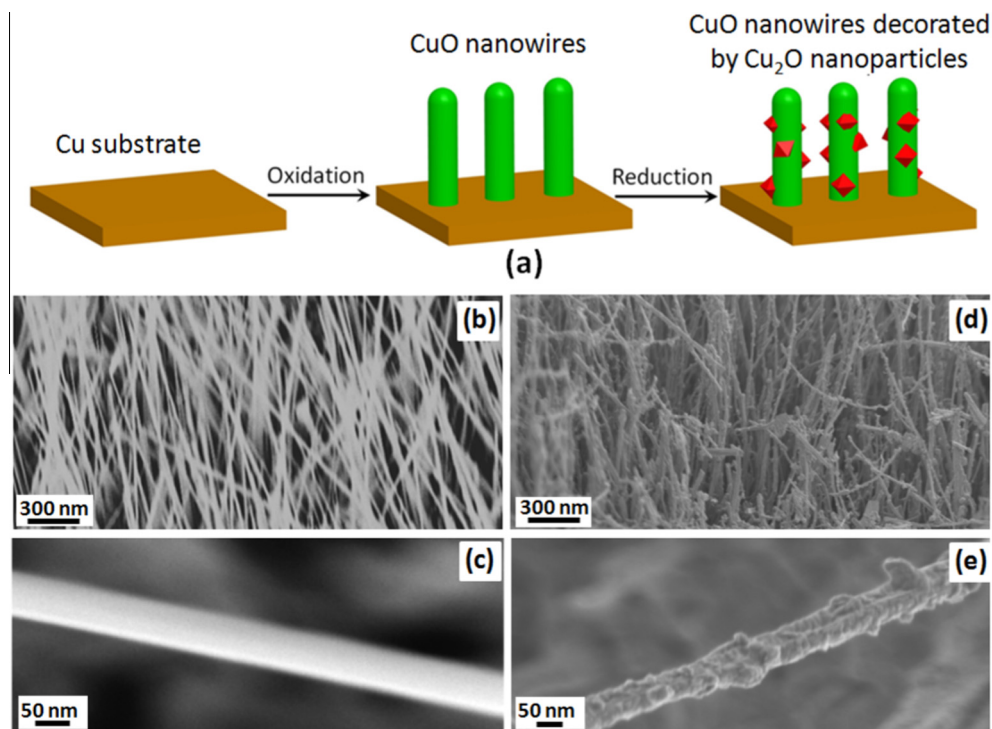 CuO nanowires
CuO nanowires decorated
by Cu₂O nanoparticles
Cu substrate
Oxidation
Reduction
(a)
(b)
(d)
300 nm
300 nm
(c)
(e)
50 nm
50 nm